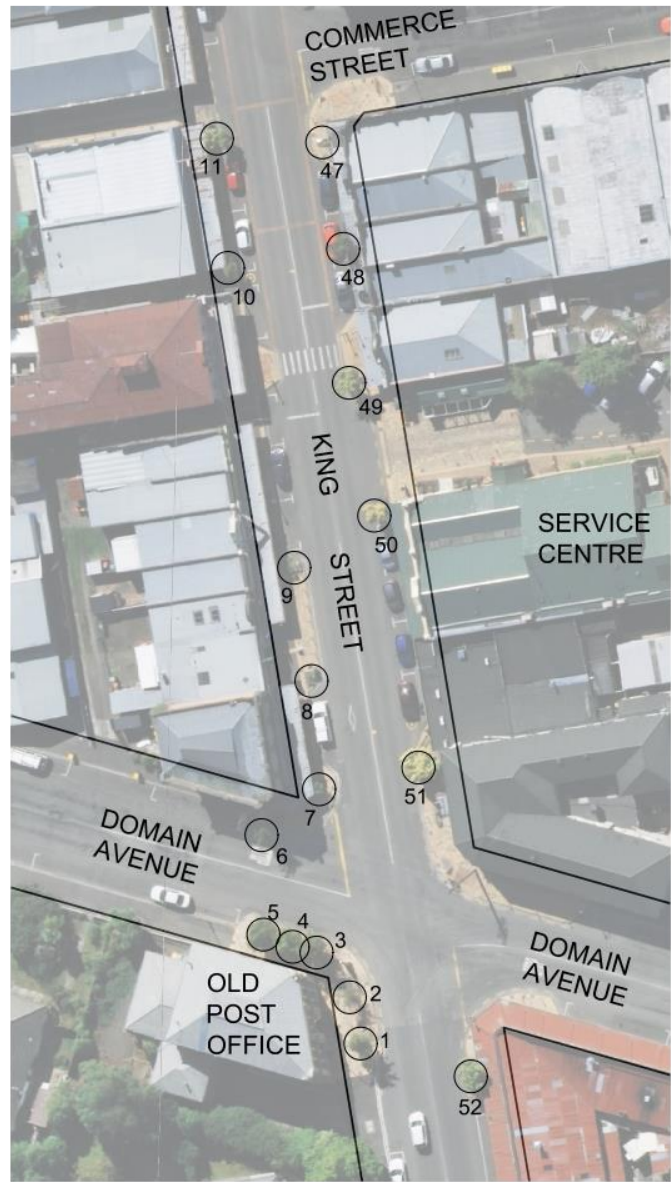 COMMERCE
STREET
11
47
48
10
49
KING
STREET
50
SERVICE
CENTRE
9
8
51
7
DOMAIN
AVENUE
6
5
4
3
DOMAIN
AVENUE
OLD
POST
OFFICE
2
1
52